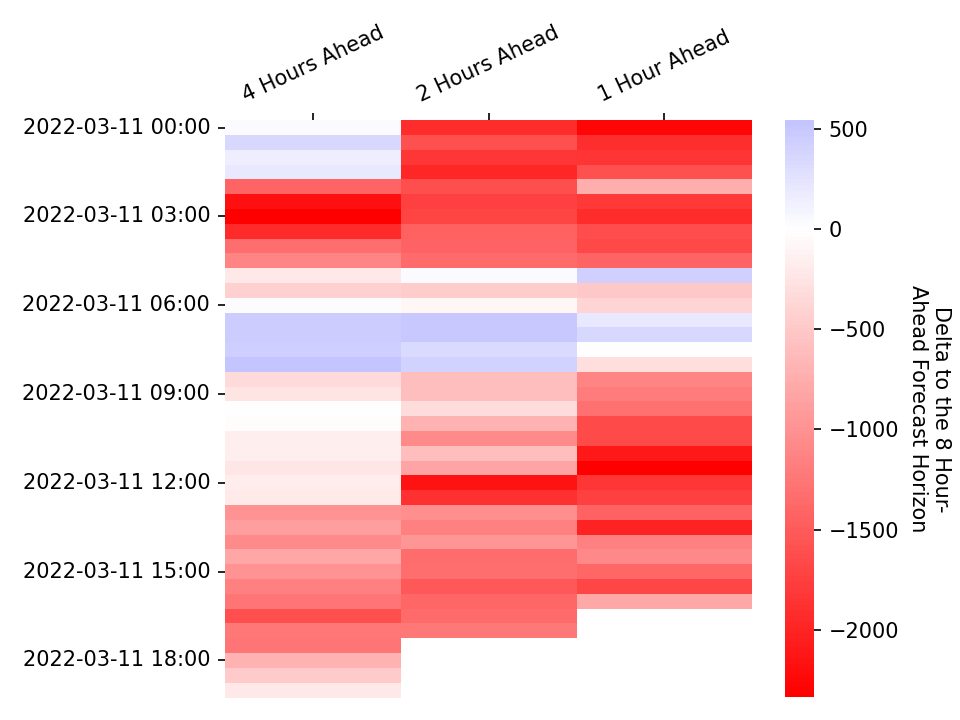 4 Hours Ahead
2 Hours Ahead
1 Hour Ahead
2022-03-11 00:00
2022-03-11 03:00
2022-03-11 06:00
2022-03-11 09:00
2022-03-11 12:00
2022-03-11 15:00
2022-03-11 18:00
500
0
−500
−1000
−1500
−2000
Delta to the 8 Hour-
Ahead Forecast Horizon